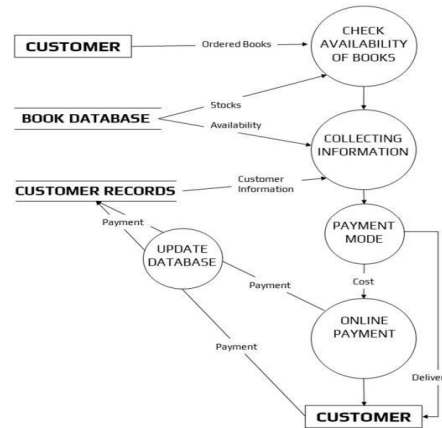 CHECK
AVAILABILITY
OF BOOKS
CUSTOMER
Ordered Books
Stocks
BOOK DATABASE
Availability
COLLECTING
INFORMATION
Customer
Information
CUSTOMER RECORDS
Payment
PAYMENT
MODE
UPDATE
DATABASE
Cost
Payment
ONLINE
PAYMENT
Payment
Deliver
CUSTOMER